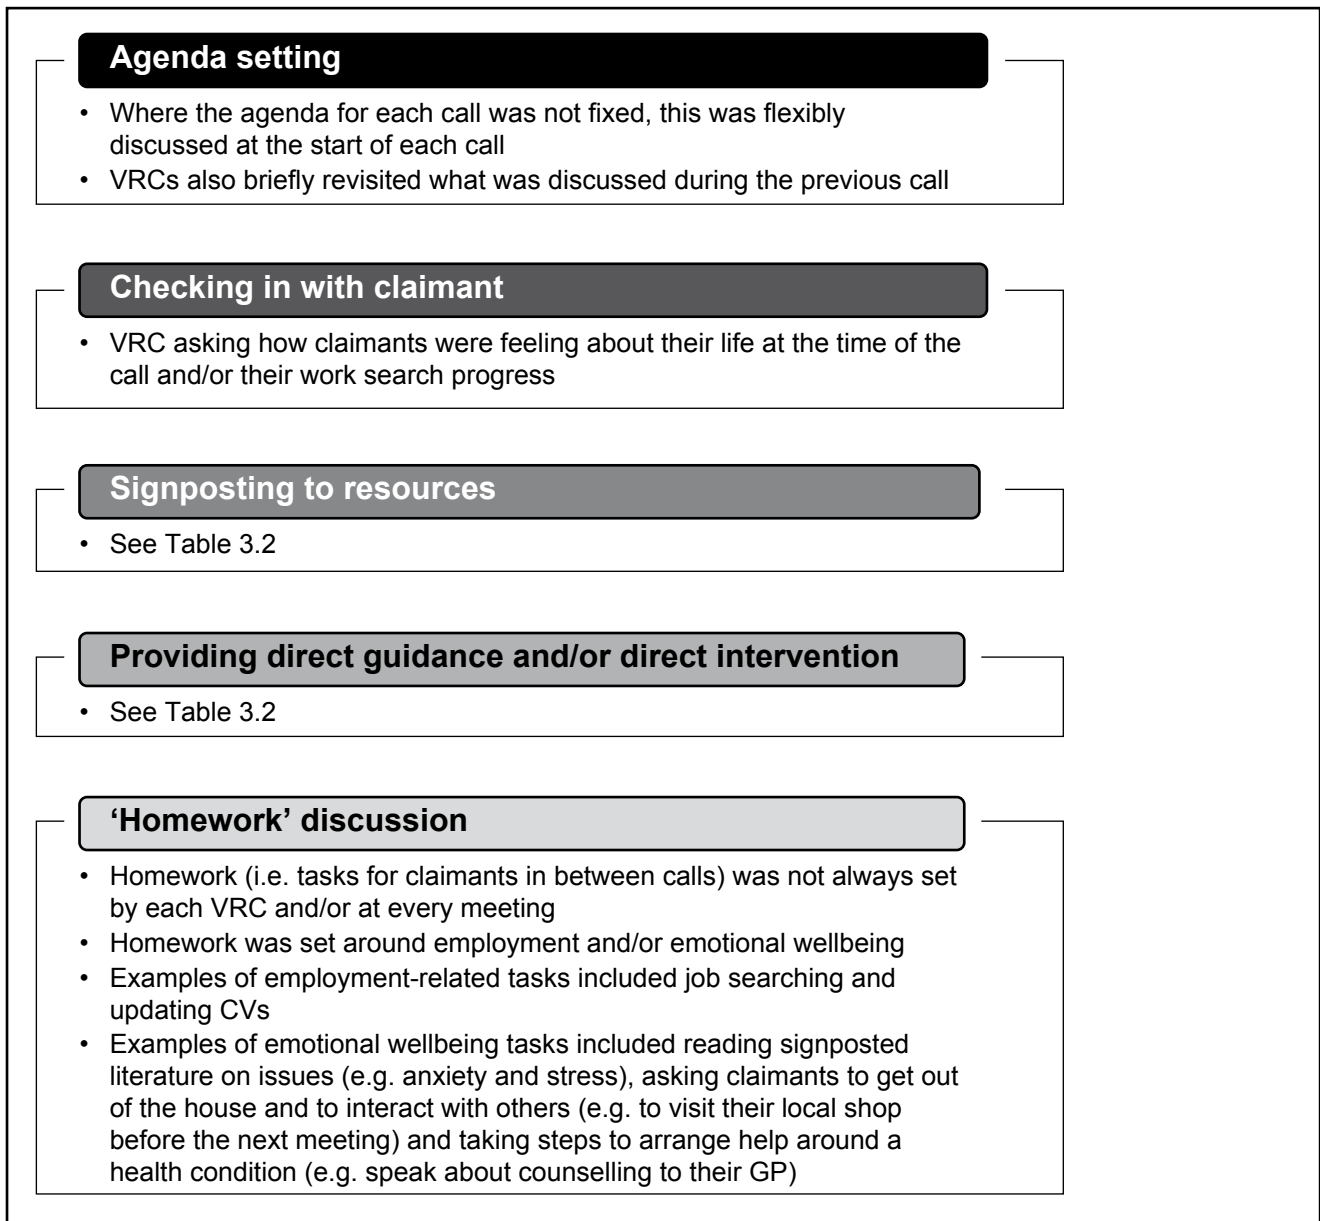 Agenda setting
• Where the agenda for each call was not fixed, this was flexibly
discussed at the start of each call
• VRCs also briefly revisited what was discussed during the previous call
Checking in with claimant
• VRC asking how claimants were feeling about their life at the time of the
call and/or their work search progress
Signposting to resources
• See Table 3.2
Providing direct guidance and/or direct intervention
• See Table 3.2
‘Homework’ discussion
• Homework (i.e. tasks for claimants in between calls) was not always set
by each VRC and/or at every meeting
• Homework was set around employment and/or emotional wellbeing
• Examples of employment-related tasks included job searching and
updating CVs
• Examples of emotional wellbeing tasks included reading signposted
literature on issues (e.g. anxiety and stress), asking claimants to get out
of the house and to interact with others (e.g. to visit their local shop
before the next meeting) and taking steps to arrange help around a
health condition (e.g. speak about counselling to their GP)